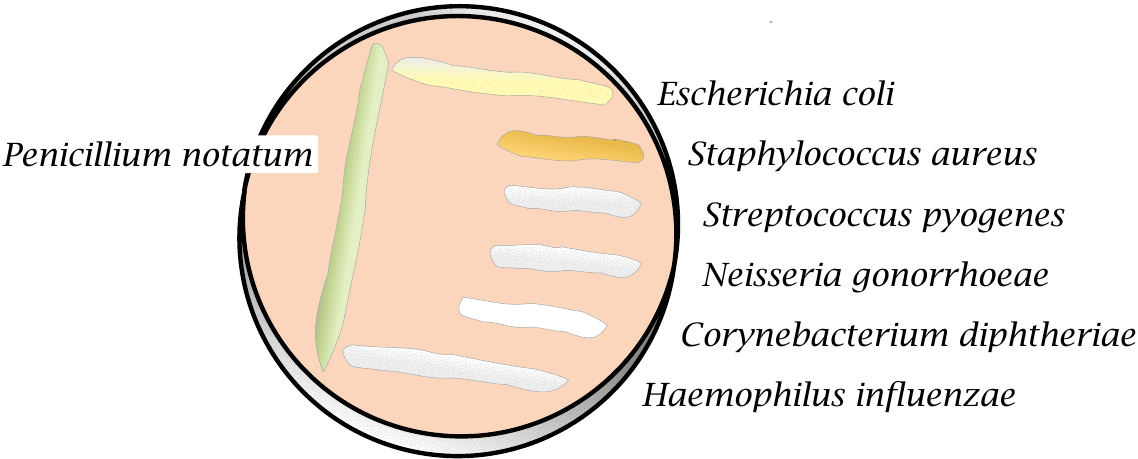 Escherichia coli
Penicillium notatum
Staphylococcus aureus
Streptococcus pyogenes
Neisseria gonorrhoeae
Corynebacterium diphtheriae
Haemophilus influenzae